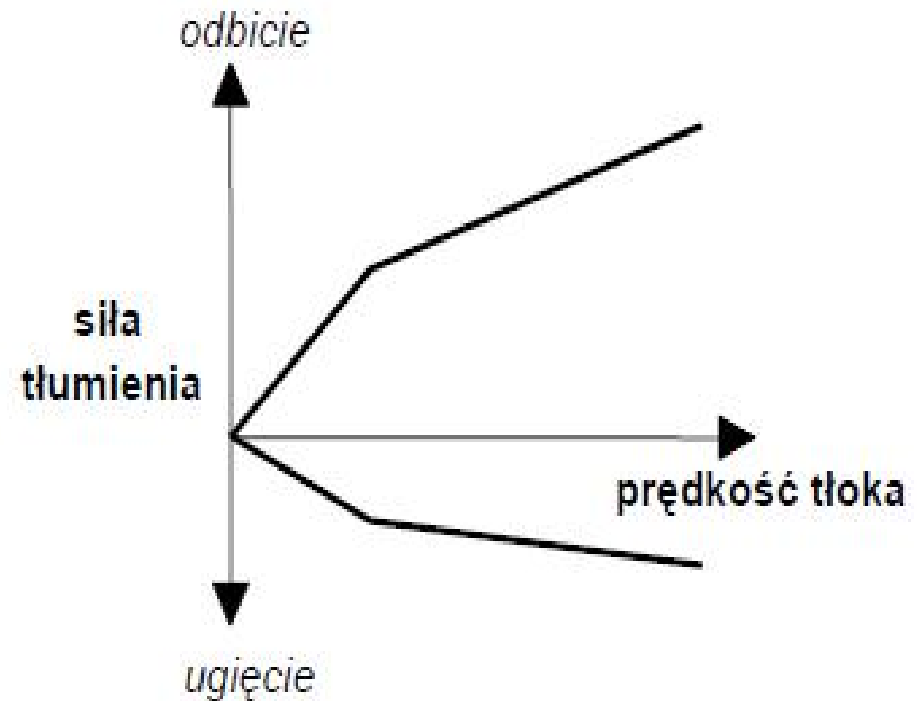 odbicie
siła
tłumienia
prędkość tłoka
ugięcie